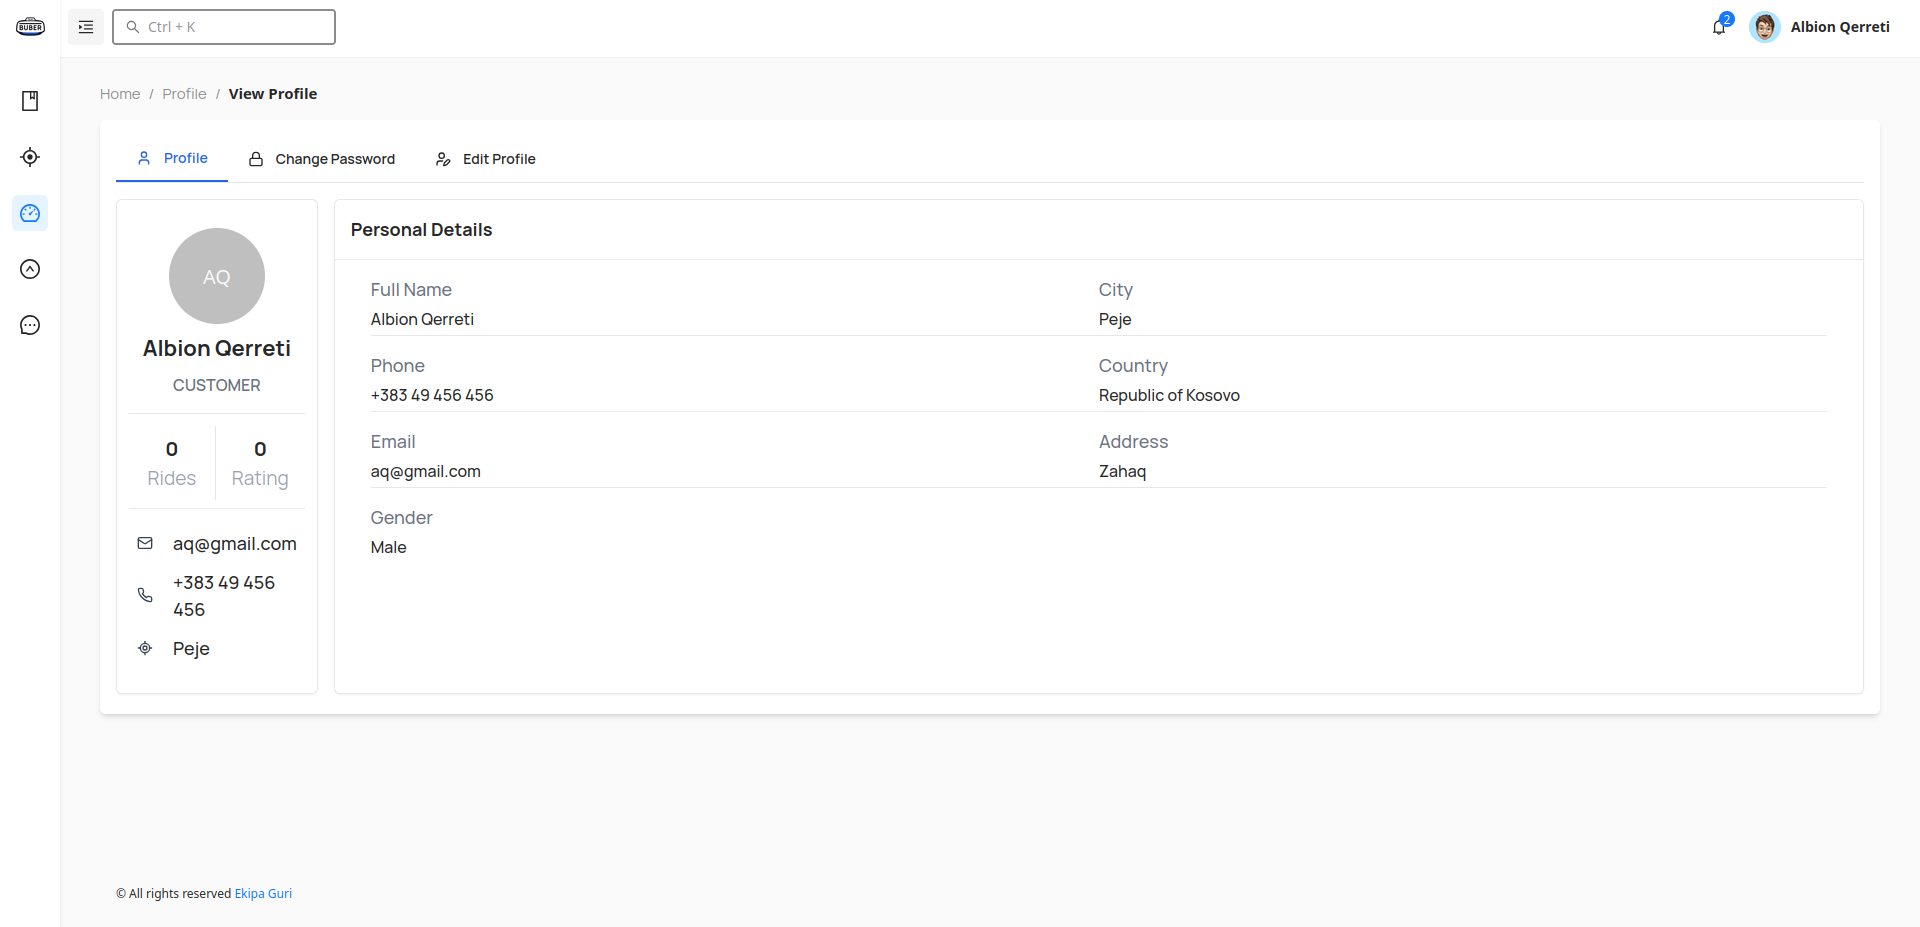 BUBER
Ctrl + K
2
Albion Qerreti
Home / Profile / View Profile
Profile
Change Password
Edit Profile
AQ
Albion Qerreti
CUSTOMER
0
Rides
0
Rating
aq@gmail.com
+383 49 456
456
Peje
Personal Details
Full Name
Albion Qerreti
City
Peje
Phone
+383 49 456 456
Country
Republic of Kosovo
Email
aq@gmail.com
Address
Zahaq
Gender
Male
© All rights reserved Ekipa Guri